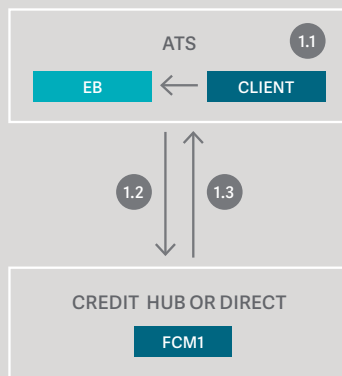 ATS
1.1
EB
CLIENT
1.2
1.3
CREDIT HUB OR DIRECT
FCM1